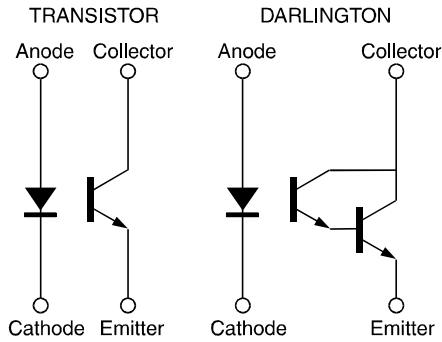 TRANSISTOR DARLINGTON
Anode Collector Anode Collector
Cathode Emitter Cathode Emitter